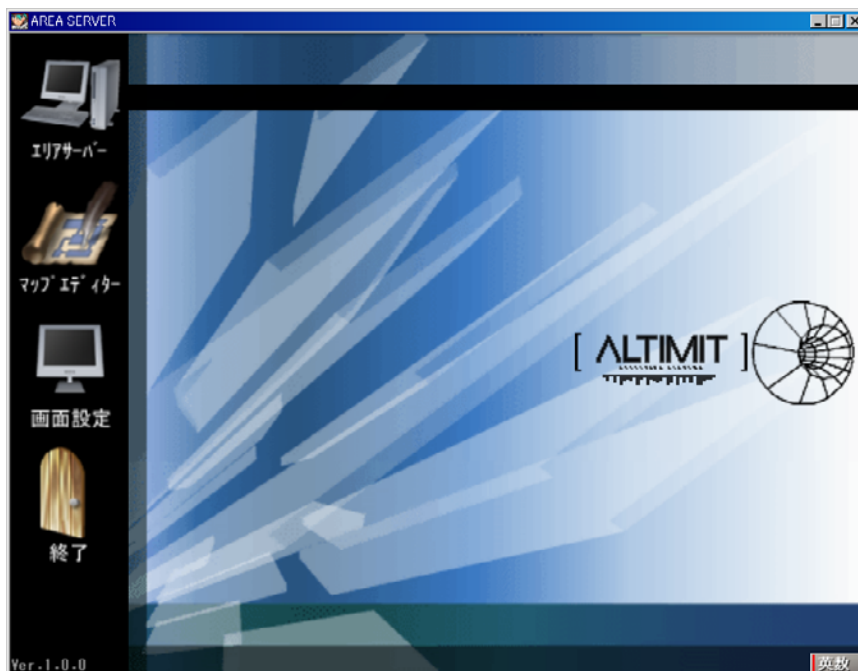 AREA SERVER
エリアサーバー
マップエディター
画面設定
終了
[ ALTIMIT ]
Ver.1.0.0
英数